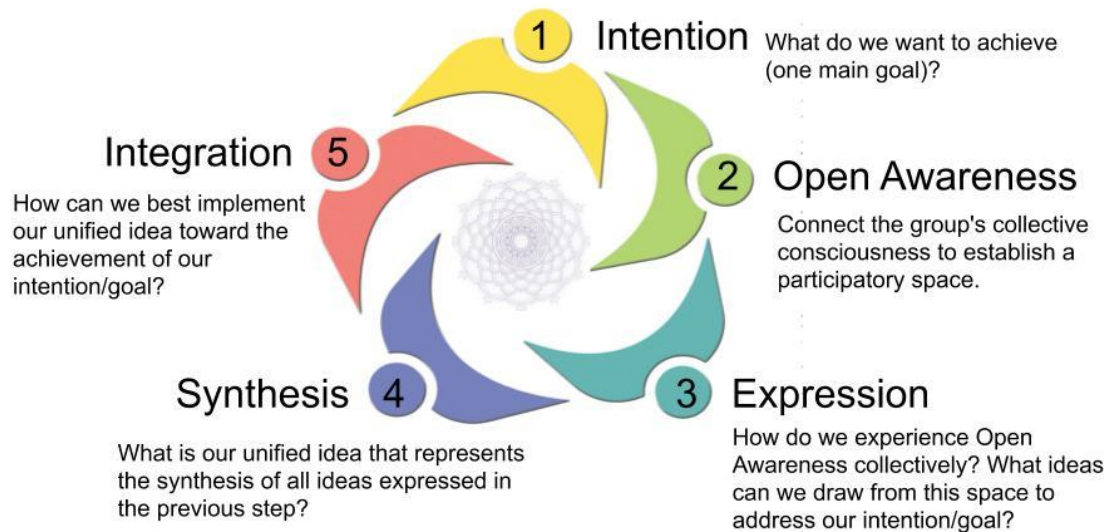 1 Intention
What do we want to achieve
(one main goal)?
2 Open Awareness
Connect the group's collective
consciousness to establish a
participatory space.
3 Expression
How do we experience Open
Awareness collectively? What ideas
can we draw from this space to
address our intention/goal?
Synthesis 4
What is our unified idea that represents
the synthesis of all ideas expressed in
the previous step?
Integration 5
How can we best implement
our unified idea toward the
achievement of our
intention/goal?